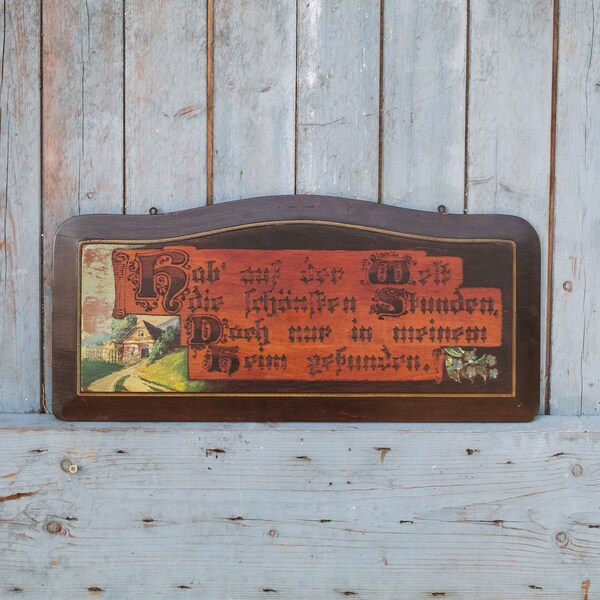 Hab' auf der Welt
die schönsten Stunden,
Doch nur in meinem
Heim gefunden.